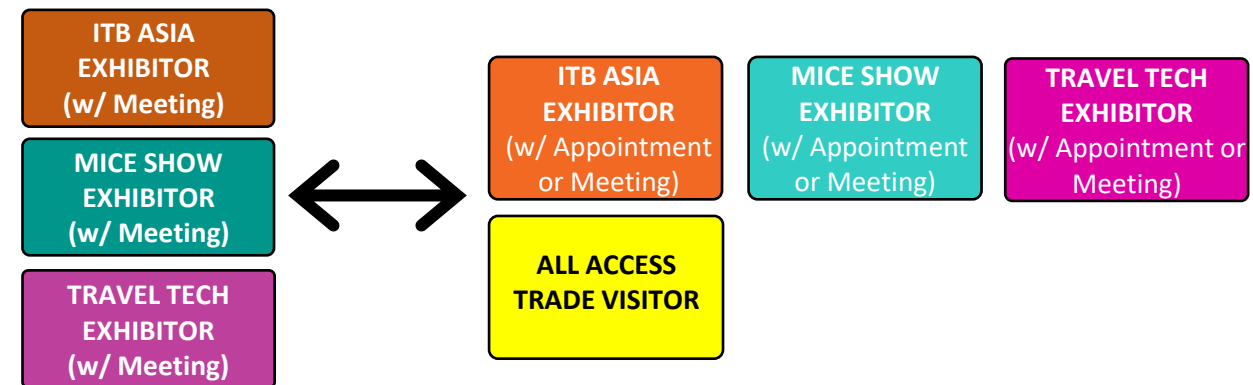 ITB ASIA
EXHIBITOR
(w/ Meeting)
MICE SHOW
EXHIBITOR
(w/ Meeting)
TRAVEL TECH
EXHIBITOR
(w/ Meeting)
ITB ASIA
EXHIBITOR
(w/ Appointment
or Meeting)
MICE SHOW
EXHIBITOR
(w/ Appointment
or Meeting)
TRAVEL TECH
EXHIBITOR
(w/ Appointment or
Meeting)
ALL ACCESS
TRADE VISITOR